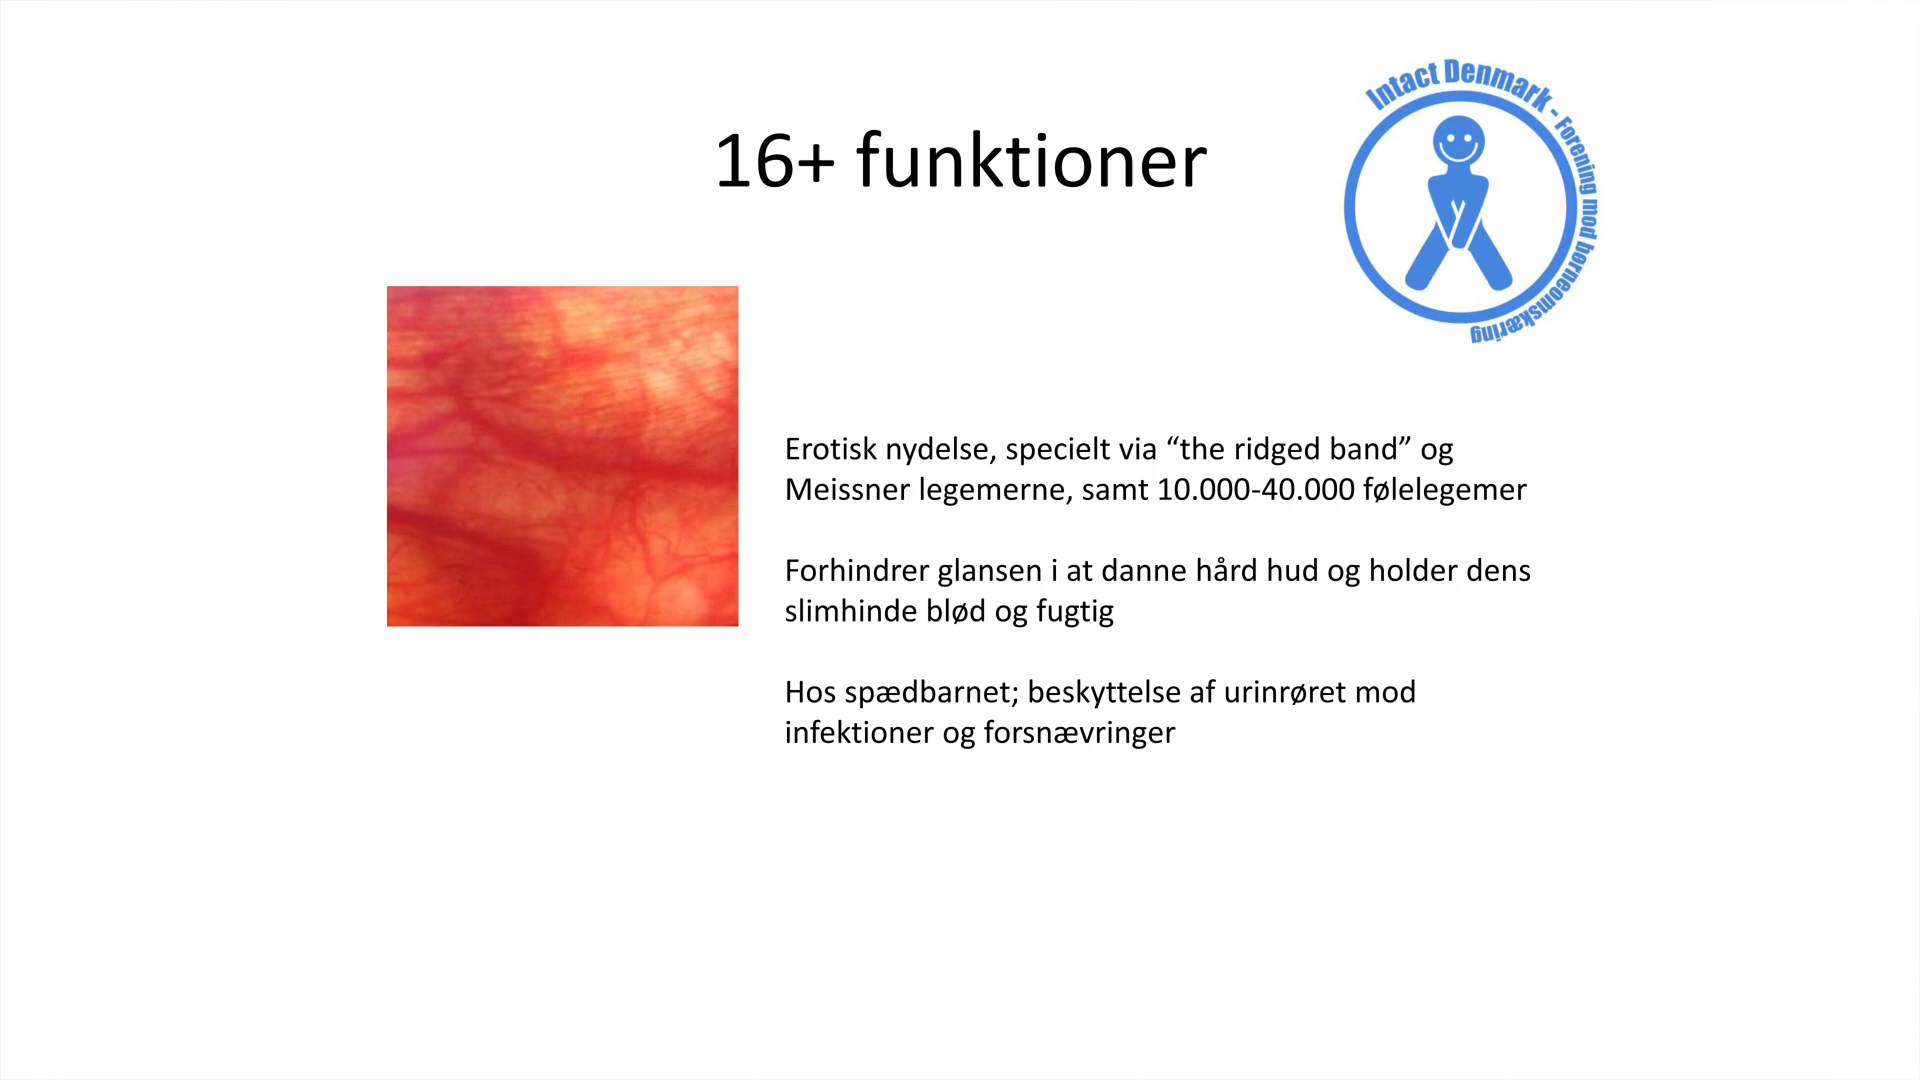 16+ funktioner
Intact Denmark - Forening mod børneomskæring
Erotisk nydelse, specielt via “the ridged band” og
Meissner legemerne, samt 10.000-40.000 følelegemer
Forhindrer glansen i at danne hård hud og holder dens
slimhinde blød og fugtig
Hos spædbarnet; beskyttelse af urinrøret mod
infektioner og forsnævringer